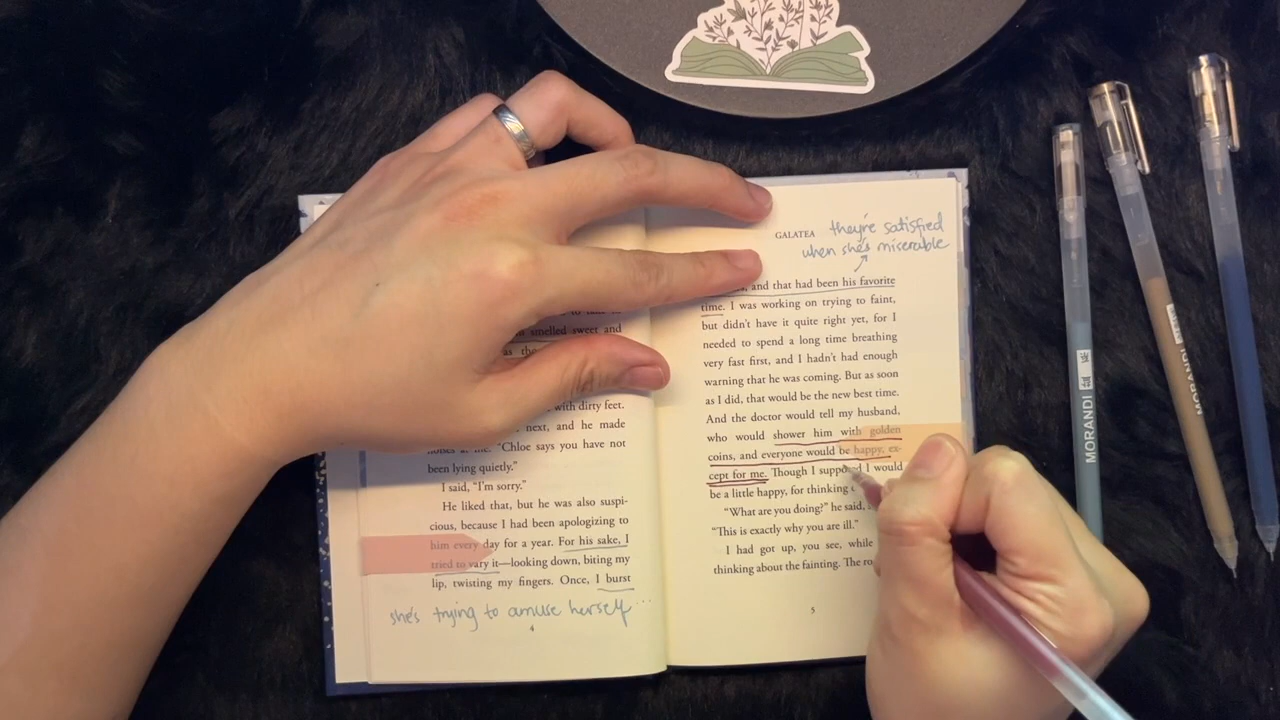 smelled sweet and
with dirty feet.
next, and he made
"Chloe says you have not
been lying quietly."
I said, "I'm sorry."
He liked that, but he was also suspi-
cious, because I had been apologizing to
him every day for a year. For his sake, I
tried to vary it—looking down, biting my
lip, twisting my fingers. Once, I burst
she's trying to amuse herself...
4
GALATEA
they're satisfied
when she's miserable
and that had been his favorite
time. I was working on trying to faint,
but didn't have it quite right yet, for I
needed to spend a long time breathing
very fast first, and I hadn't had enough
warning that he was coming. But as soon
as I did, that would be the new best time.
And the doctor would tell my husband,
who would shower him with golden
coins, and everyone would be happy, ex-
cept for me. Though I I would
be a little happy, for thinking
"What are you doing?" he said,
"This is exactly why you are ill."
I had got up, you see, while
thinking about the fainting. The
5
MORANDI
MORANDI
MORANDI